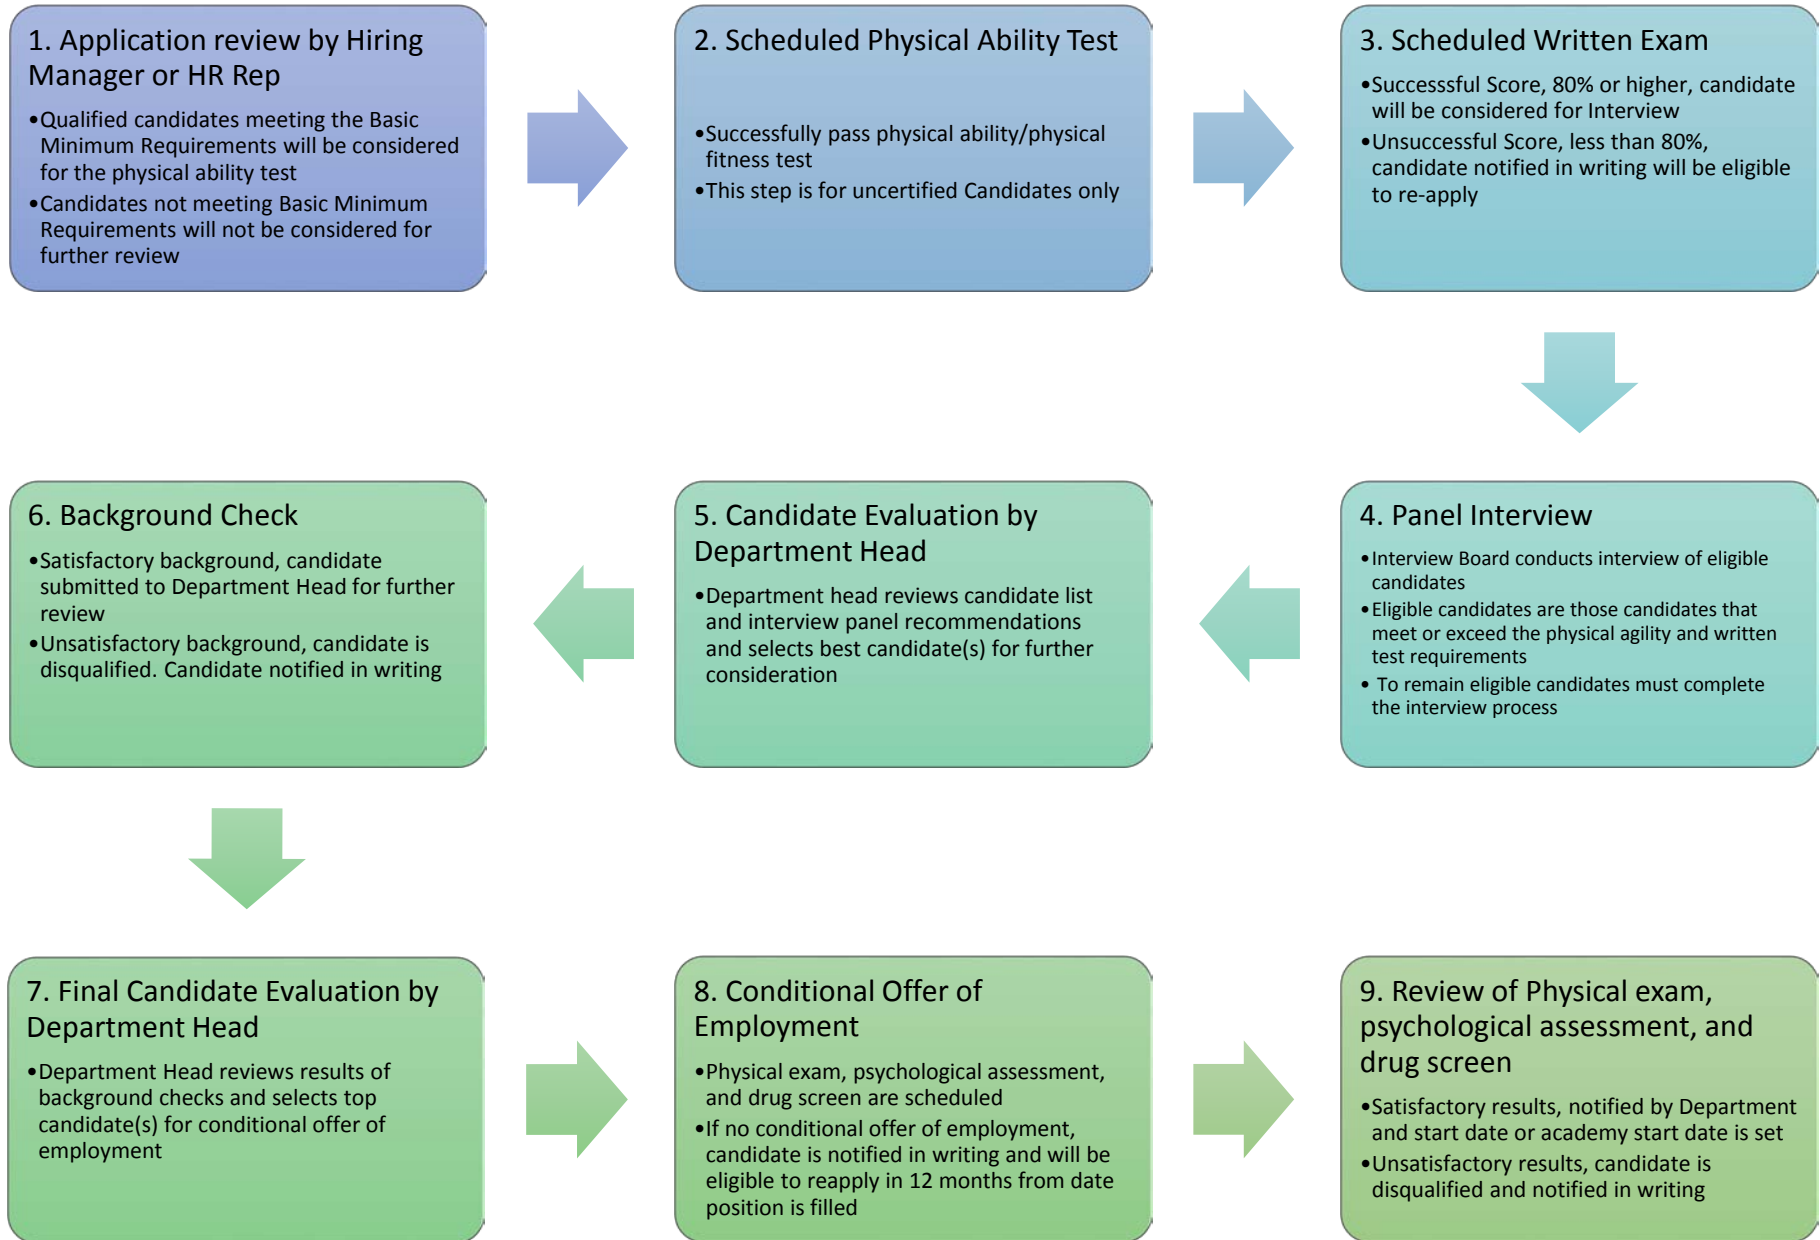 1. Application review by Hiring
Manager or HR Rep
•Qualified candidates meeting the Basic
Minimum Requirements will be considered
for the physical ability test
•Candidates not meeting Basic Minimum
Requirements will not be considered for
further review
2. Scheduled Physical Ability Test
•Successfully pass physical ability/physical
fitness test
•This step is for uncertified Candidates only
3. Scheduled Written Exam
•Successsful Score, 80% or higher, candidate
will be considered for Interview
•Unsuccessful Score, less than 80%,
candidate notified in writing will be eligible
to re-apply
4. Panel Interview
•Interview Board conducts interview of eligible
candidates
•Eligible candidates are those candidates that
meet or exceed the physical agility and written
test requirements
• To remain eligible candidates must complete
the interview process
5. Candidate Evaluation by
Department Head
•Department head reviews candidate list
and interview panel recommendations
and selects best candidate(s) for further
consideration
6. Background Check
•Satisfactory background, candidate
submitted to Department Head for further
review
•Unsatisfactory background, candidate is
disqualified. Candidate notified in writing
7. Final Candidate Evaluation by
Department Head
•Department Head reviews results of
background checks and selects top
candidate(s) for conditional offer of
employment
8. Conditional Offer of
Employment
•Physical exam, psychological assessment,
and drug screen are scheduled
•If no conditional offer of employment,
candidate is notified in writing and will be
eligible to reapply in 12 months from date
position is filled
9. Review of Physical exam,
psychological assessment, and
drug screen
•Satisfactory results, notified by Department
and start date or academy start date is set
•Unsatisfactory results, candidate is
disqualified and notified in writing